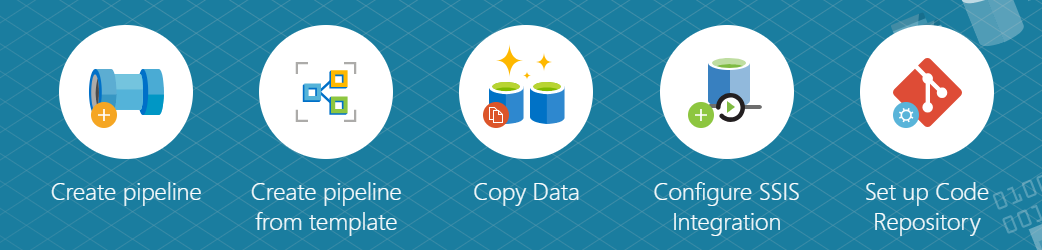 Create pipeline
Create pipeline
from template
Copy Data
Configure SSIS
Integration
Set up Code
Repository